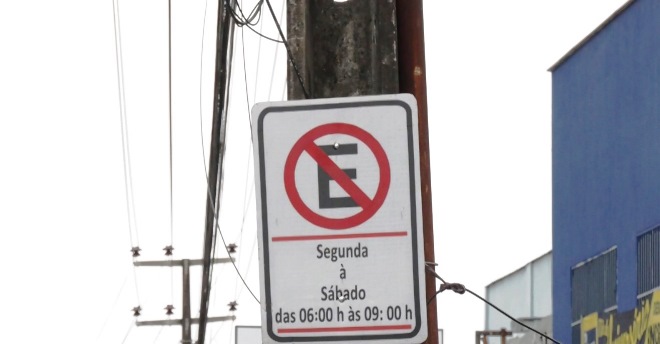 E
Segunda
à
Sábado
das 06:00 h às 09: 00 h